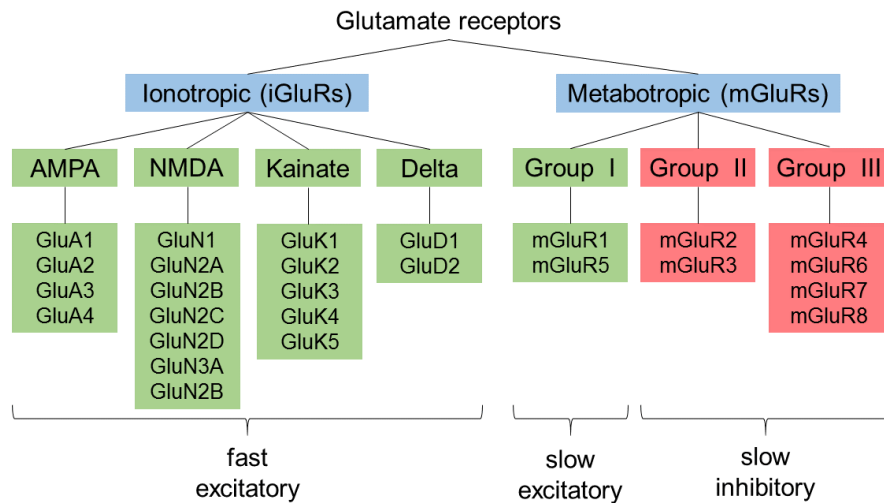 Glutamate receptors
Ionotropic (iGluRs)
Metabotropic (mGluRs)
AMPA
NMDA
Kainate
Delta
Group I
Group II
Group III
GluA1
GluA2
GluA3
GluA4
GluN1
GluN2A
GluN2B
GluN2C
GluN2D
GluN3A
GluN2B
GluK1
GluK2
GluK3
GluK4
GluK5
GluD1
GluD2
mGluR1
mGluR5
mGluR2
mGluR3
mGluR4
mGluR6
mGluR7
mGluR8
fast
excitatory
slow
excitatory
slow
inhibitory